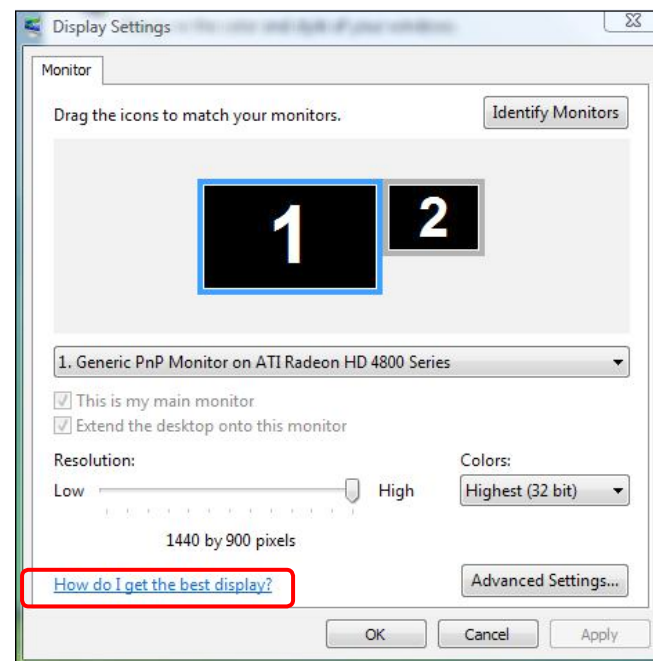 Display Settings
Monitor
Drag the icons to match your monitors.
Identify Monitors
1
2
1. Generic PnP Monitor on ATI Radeon HD 4800 Series
This is my main monitor
Extend the desktop onto this monitor
Resolution:
Colors:
Low
High
Highest (32 bit)
1440 by 900 pixels
How do I get the best display?
Advanced Settings...
OK
Cancel
Apply